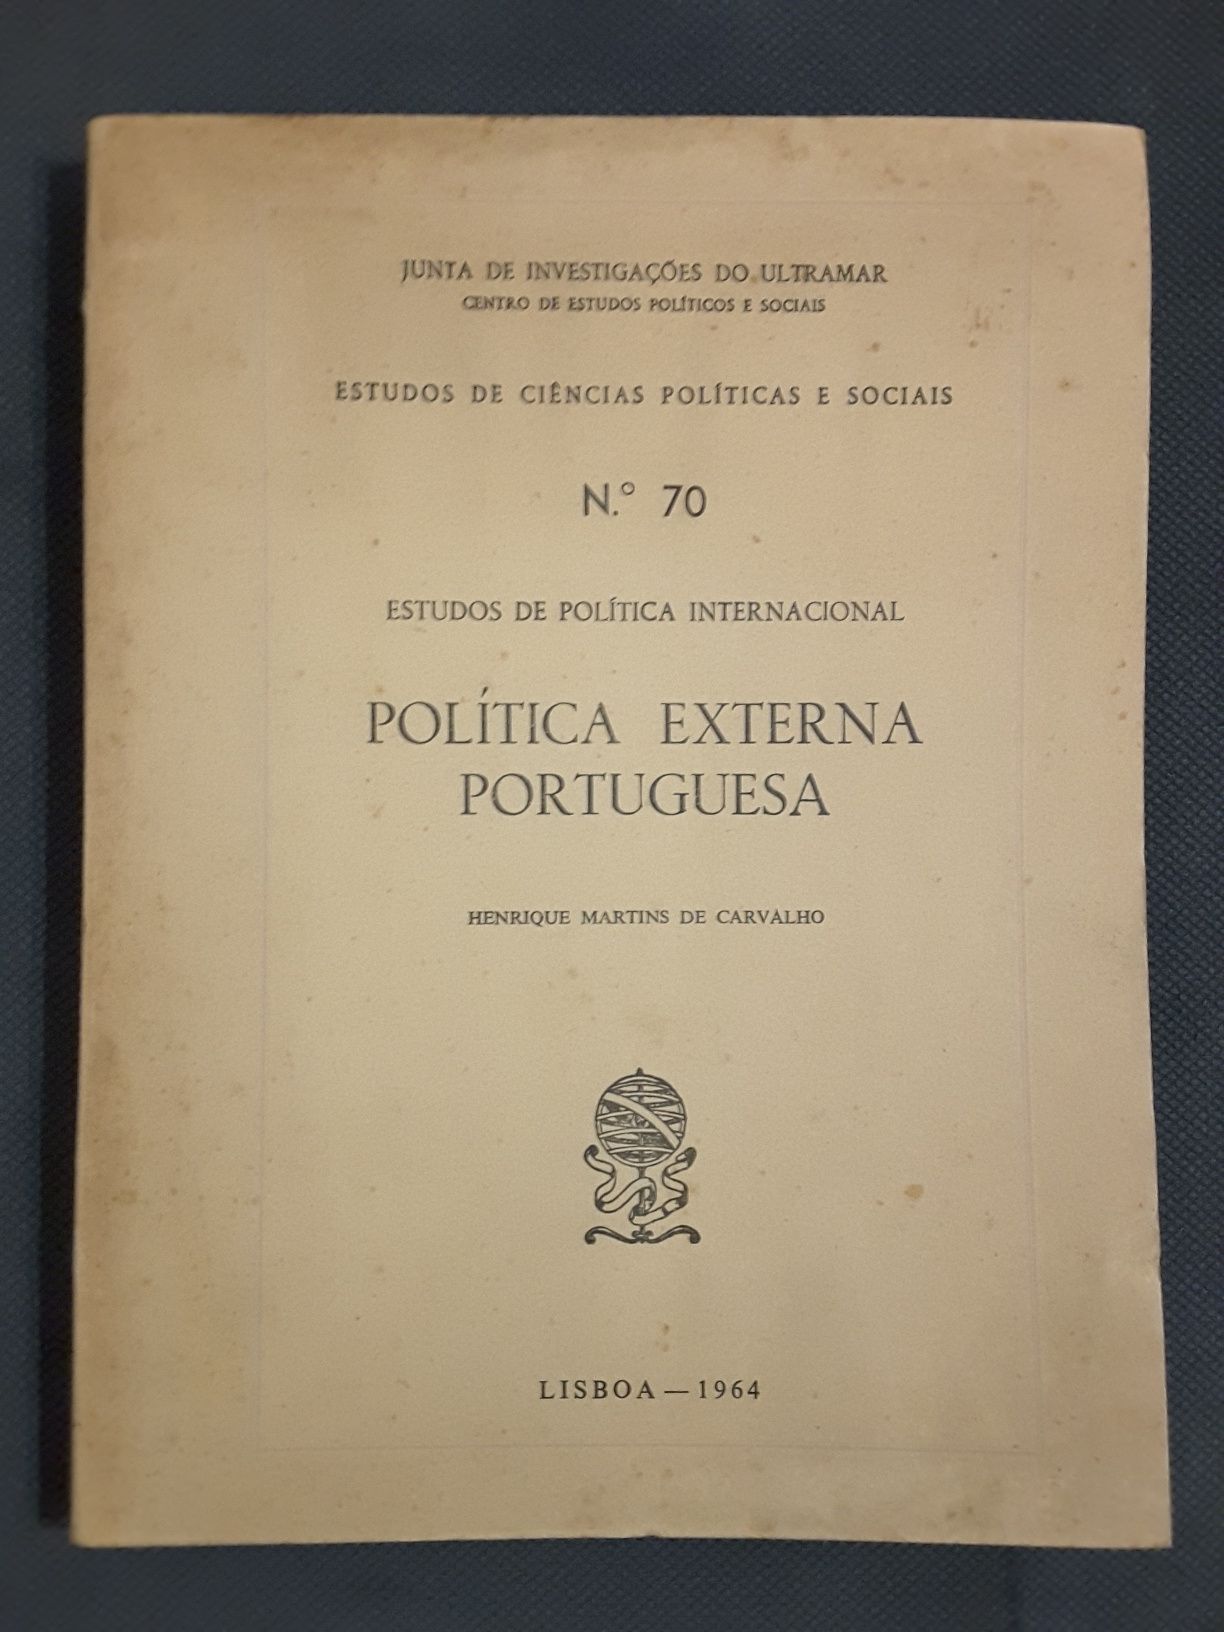 JUNTA DE INVESTIGAÇÕES DO ULTRAMAR
CENTRO DE ESTUDOS POLÍTICOS E SOCIAIS
ESTUDOS DE CIÊNCIAS POLÍTICAS E SOCIAIS
N.º 70
ESTUDOS DE POLÍTICA INTERNACIONAL
POLÍTICA EXTERNA
PORTUGUESA
HENRIQUE MARTINS DE CARVALHO
LISBOA — 1964